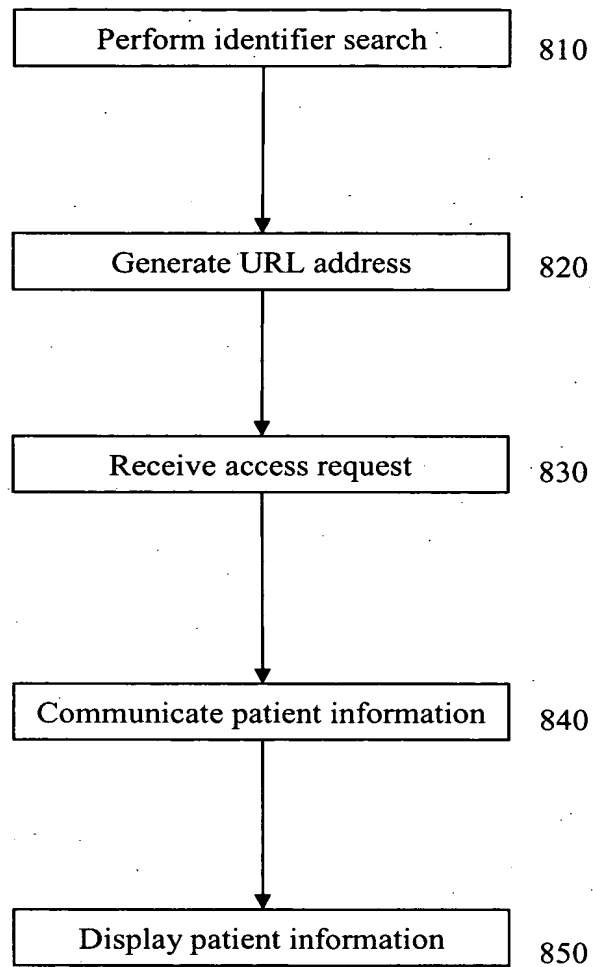 Perform identifier search 810
Generate URL address 820
Receive access request 830
Communicate patient information 840
Display patient information 850